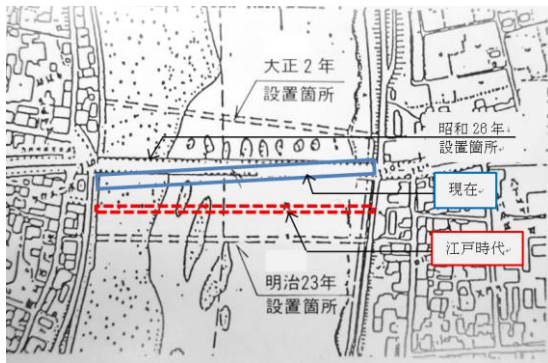 大正2年
設置箇所
昭和26年
設置箇所
現在
江戸時代
明治23年
設置箇所